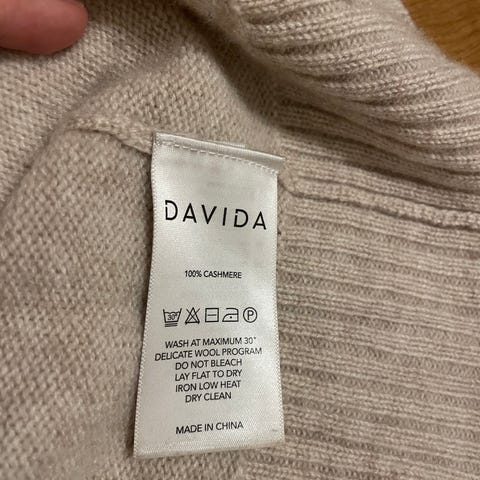 DAVIDA
100% CASHMERE
30°
P
WASH AT MAXIMUM 30°
DELICATE WOOL PROGRAM
DO NOT BLEACH
LAY FLAT TO DRY
IRON LOW HEAT
DRY CLEAN
MADE IN CHINA